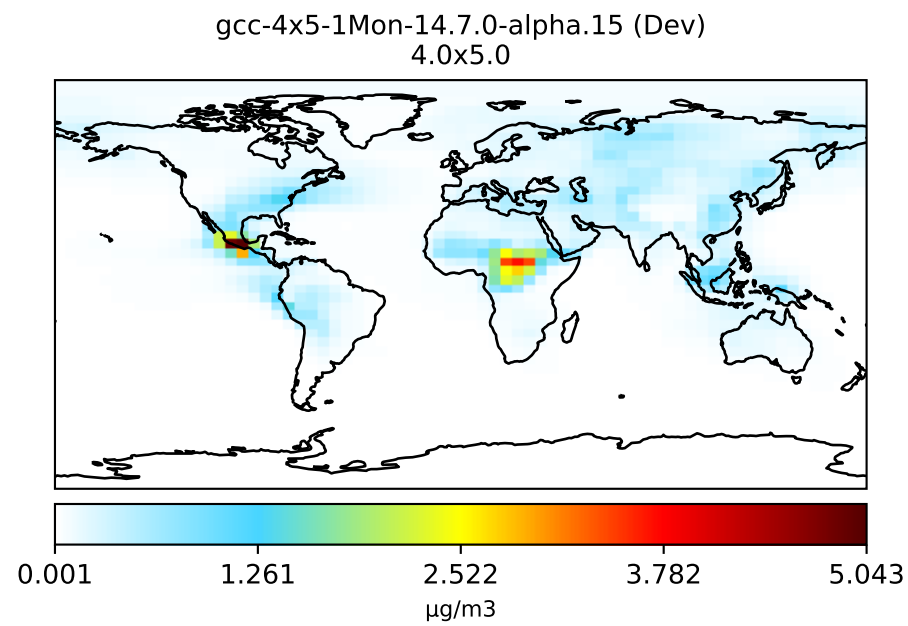 gcc-4x5-1Mon-14.7.0-alpha.15 (Dev)
4.0x5.0
0.001 1.261 2.522 3.782 5.043
μg/m3